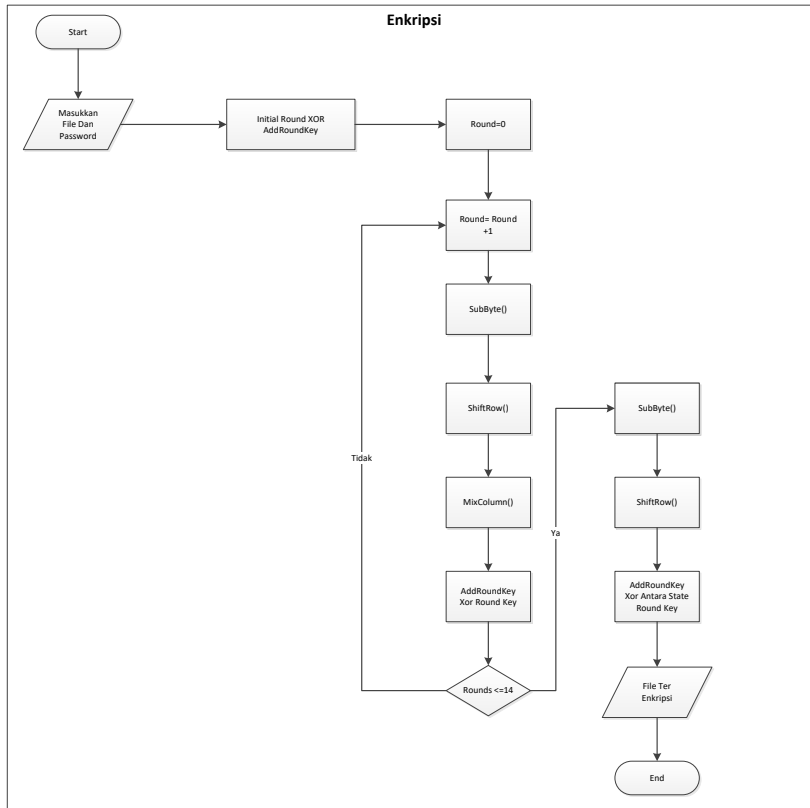 Enkripsi
Start
Masukkan
File Dan
Password
Initial Round XOR
AddRoundKey
Round=0
Round= Round
+1
SubByte()
ShiftRow()
MixColumn()
AddRoundKey
Xor Round Key
Rounds <=14
Tidak
Ya
SubByte()
ShiftRow()
AddRoundKey
Xor Antara State
Round Key
File Ter
Enkripsi
End